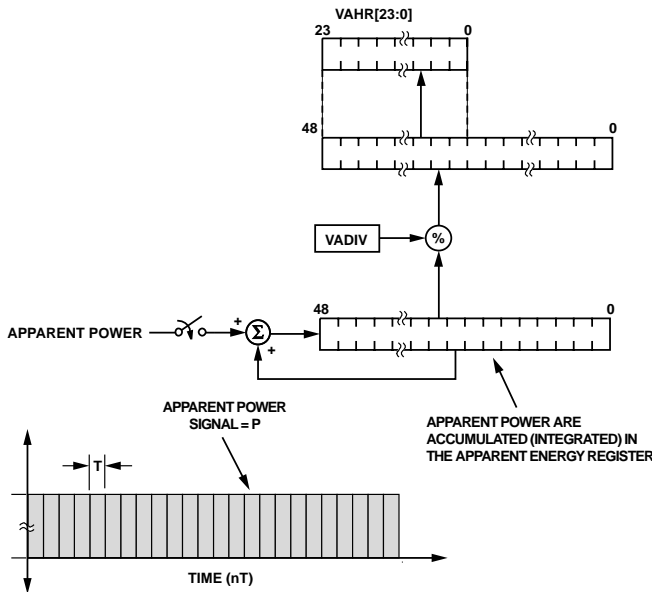 VAHR[23:0]
23 0
48 0
VADIV %
48 0
APPARENT POWER + Σ
+
APPARENT POWER
SIGNAL = P
APPARENT POWER ARE
ACCUMULATED (INTEGRATED) IN
THE APPARENT ENERGY REGISTER
T
TIME (nT)